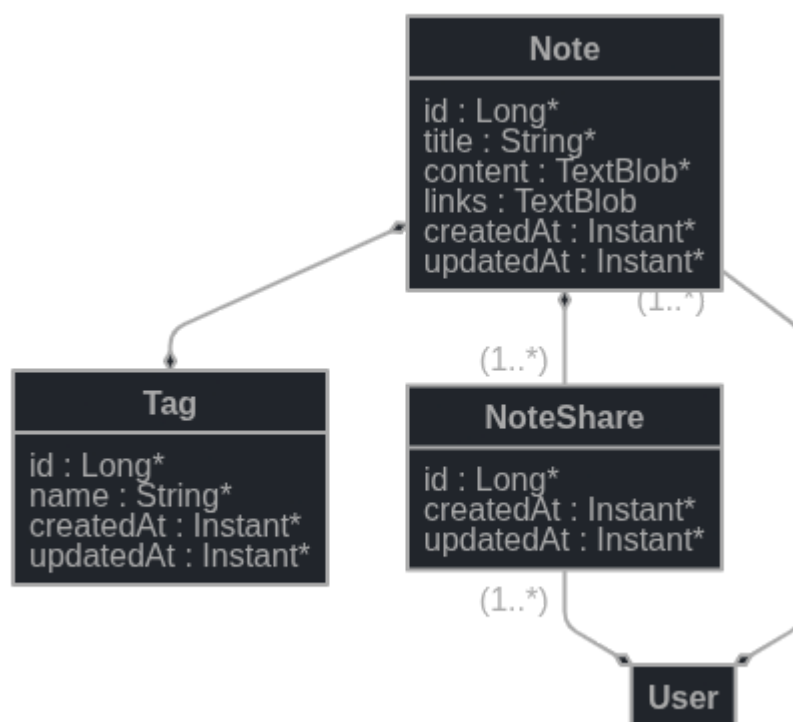 Note
id : Long*
title : String*
content : TextBlob*
links : TextBlob
createdAt : Instant*
updatedAt : Instant*
(1..*)
(1..*)
Tag
id : Long*
name : String*
createdAt : Instant*
updatedAt : Instant*
NoteShare
id : Long*
createdAt : Instant*
updatedAt : Instant*
(1..*)
User